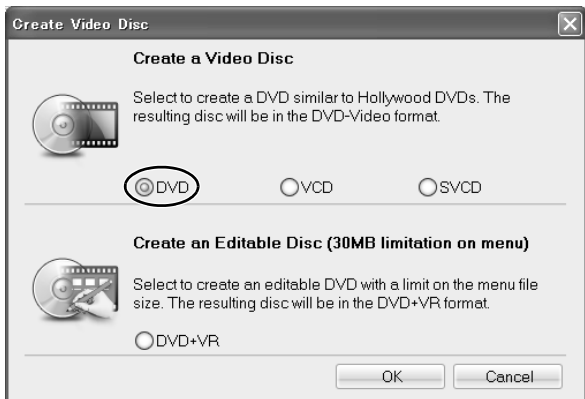 Create Video Disc
Create a Video Disc
Select to create a DVD similar to Hollywood DVDs. The
resulting disc will be in the DVD-Video format.
DVD VCD SVCD
Create an Editable Disc (30MB limitation on menu)
Select to create an editable DVD with a limit on the menu file
size. The resulting disc will be in the DVD+VR format.
DVD+VR
OK Cancel